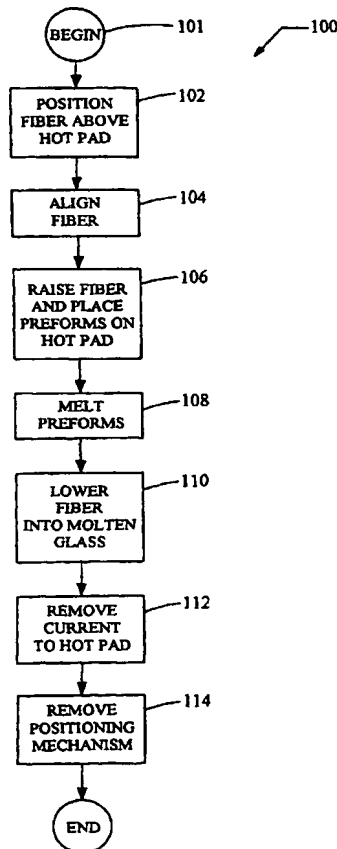 BEGIN
101
100
POSITION
FIBER ABOVE
HOT PAD
102
ALIGN
FIBER
104
RAISE FIBER
AND PLACE
PREFORMS ON
HOT PAD
106
MELT
PREFORMS
108
LOWER
FIBER
INTO MOLTEN
GLASS
110
REMOVE
CURRENT
TO HOT PAD
112
REMOVE
POSITIONING
MECHANISM
114
END